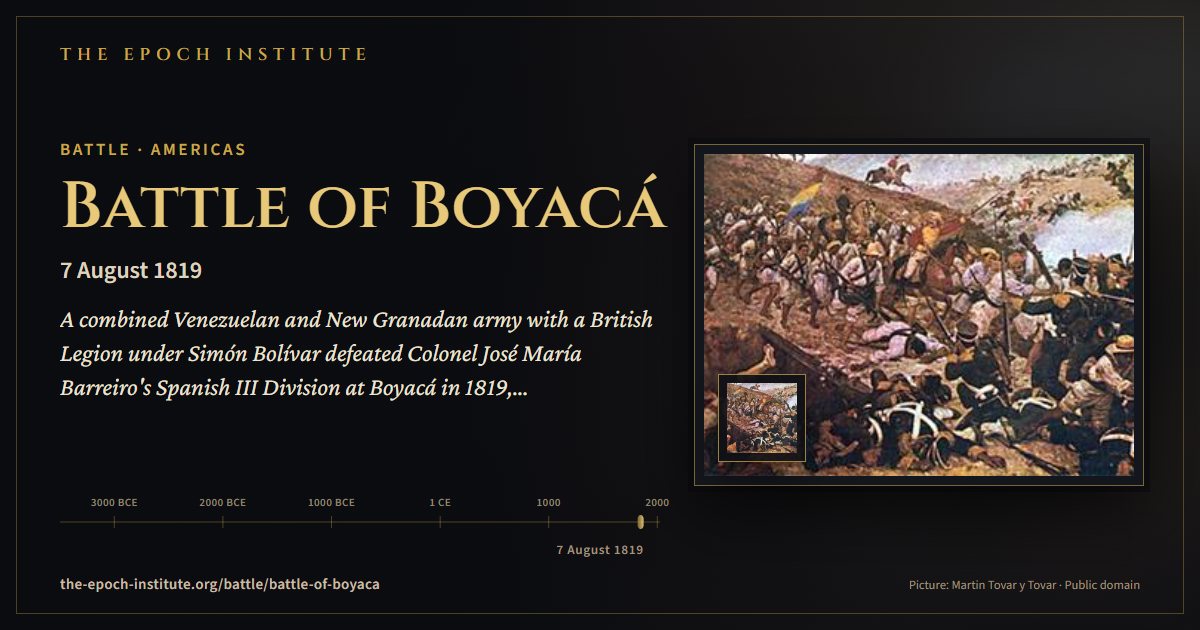 THE EPOCH INSTITUTE
BATTLE · AMERICAS
BATTLE OF BOYACÁ
7 August 1819
A combined Venezuelan and New Granadan army with a British
Legion under Simón Bolívar defeated Colonel José María
Barreiro's Spanish III Division at Boyacá in 1819,...
3000 BCE 2000 BCE 1000 BCE 1 CE 1000 2000
7 August 1819
the-epoch-institute.org/battle/battle-of-boyaca
Picture: Martin Tovar y Tovar · Public domain